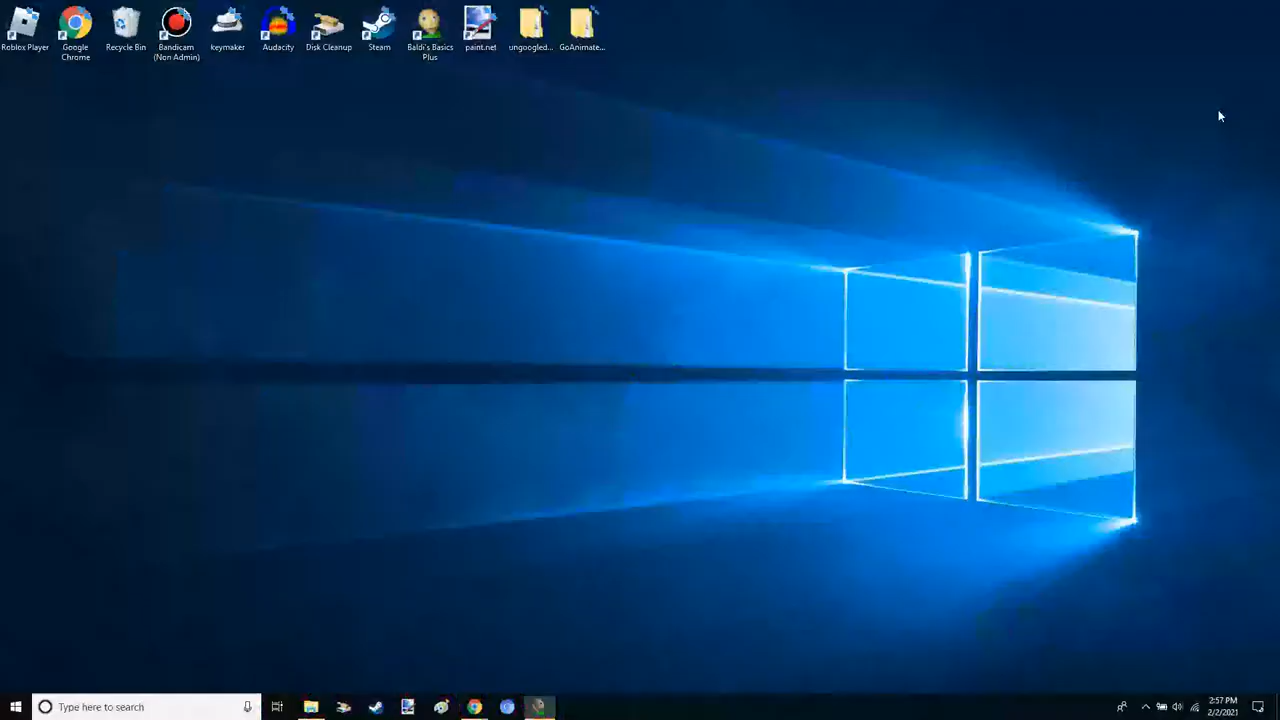 Roblox Player
Google Chrome
Recycle Bin
Bandicam (Non Admin)
keymaker
Audacity
Disk Cleanup
Steam
Baldi's Basics Plus
paint.net
ungoogled...
GoAnimate...
Type here to search
2:57 PM
2/2/2021